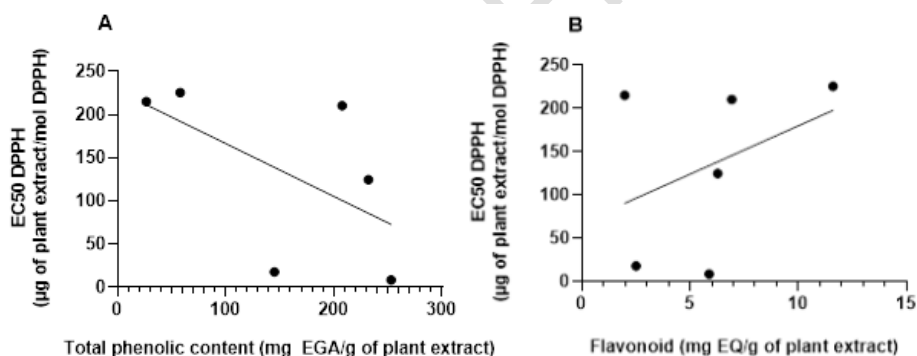 A
EC50 DPPH
(µg of plant extract/mol DPPH)
250
200
150
100
50
0
0
100
200
300
Total phenolic content (mg EGA/g of plant extract)
B
EC50 DPPH
(µg of plant extract/mol DPPH)
250
200
150
100
50
0
0
5
10
15
Flavonoid (mg EQ/g of plant extract)